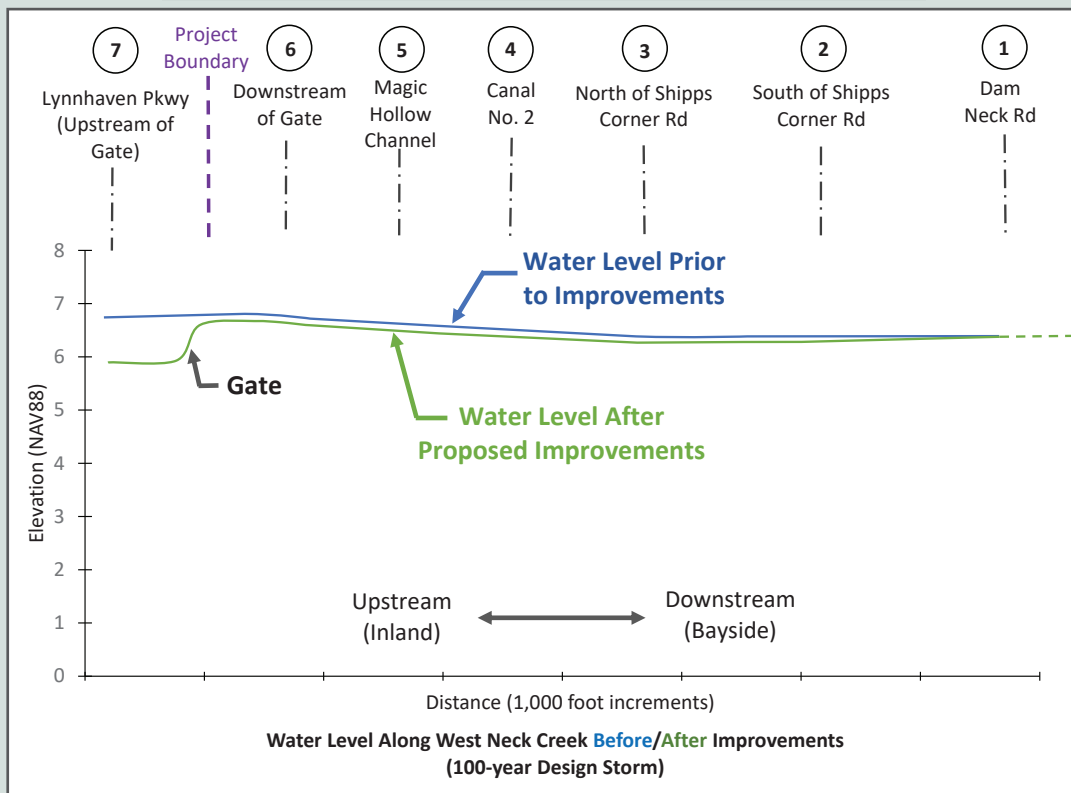 7
Project
Boundary
6
5
4
3
2
1
Lynnhaven Pkwy
(Upstream of
Gate)
Downstream
of Gate
Magic
Hollow
Channel
Canal
No. 2
North of Shipps
Corner Rd
South of Shipps
Corner Rd
Dam
Neck Rd
8
7
6
5
4
3
2
1
0
Elevation (NAV88)
Water Level Prior
to Improvements
Gate
Water Level After
Proposed Improvements
Upstream
(Inland)
Downstream
(Bayside)
Distance (1,000 foot increments)
Water Level Along West Neck Creek Before/After Improvements
(100-year Design Storm)